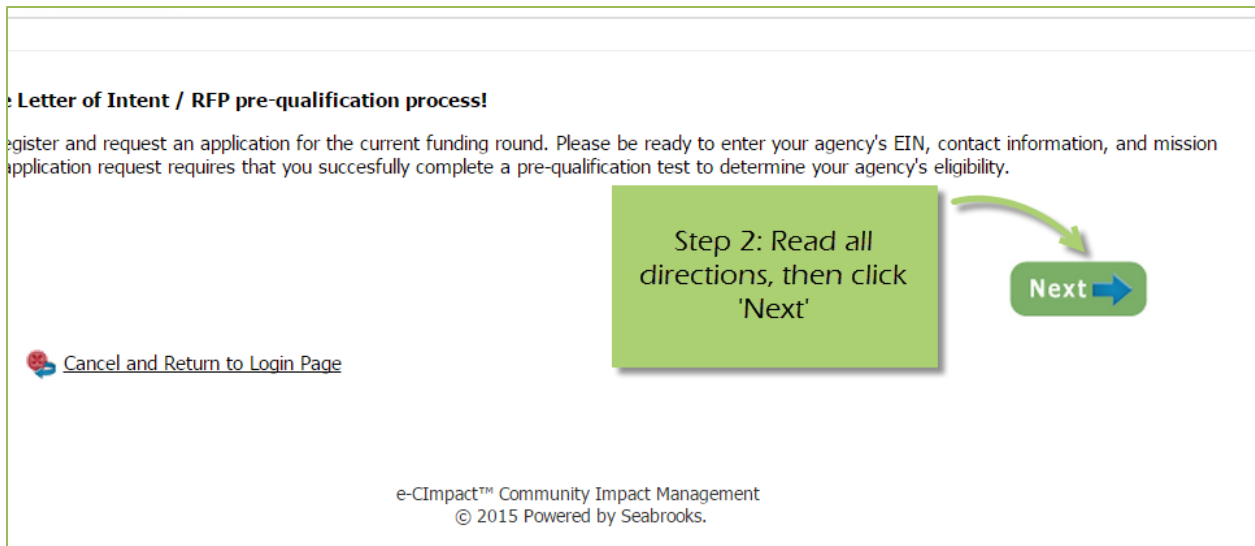 Letter of Intent / RFP pre-qualification process!
egister and request an application for the current funding round. Please be ready to enter your agency's EIN, contact information, and mission
application request requires that you succesfully complete a pre-qualification test to determine your agency's eligibility.
Step 2: Read all
directions, then click
'Next'
Next
Cancel and Return to Login Page
e-CImpact™ Community Impact Management
© 2015 Powered by Seabrooks.